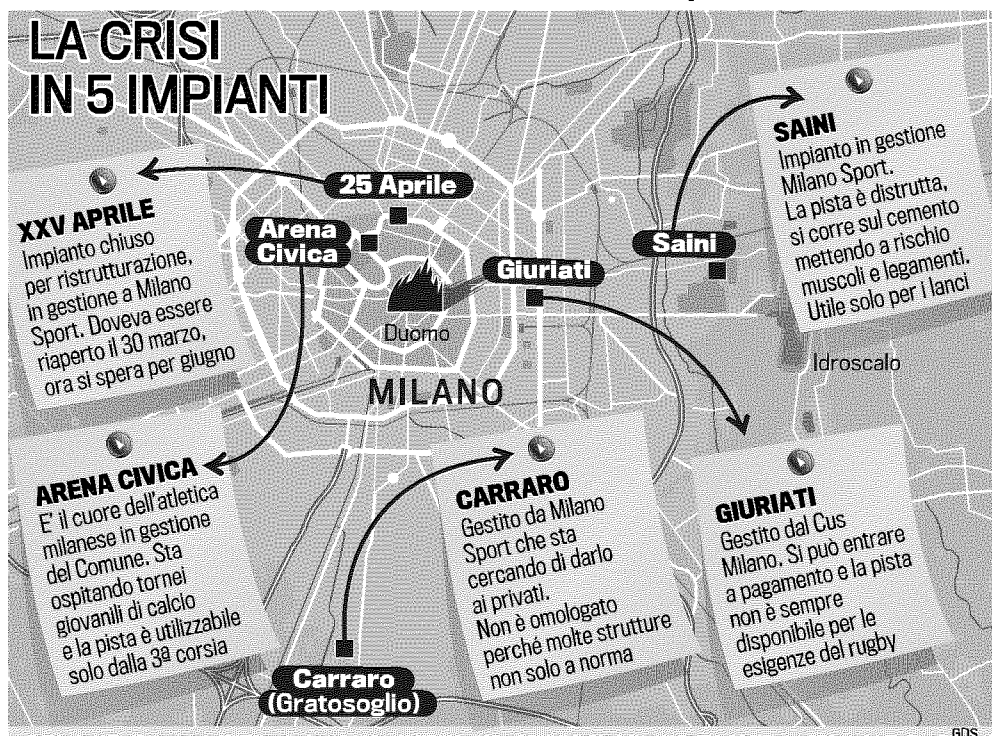 LA CRISI
IN 5 IMPIANTI
XXV APRILE
Impianto chiuso
per ristrutturazione,
in gestione a Milano
Sport. Doveva essere
riaperto il 30 marzo,
ora si spera per giugno
25 Aprile
Arena
Civica
Duomo
MILANO
Giuriati
Saini
SAINI
Impianto in gestione
Milano Sport.
La pista è distrutta,
si corre sul cemento
mettendo a rischio
muscoli e legamenti.
Utile solo per i lanci
Idroscalo
ARENA CIVICA
E' il cuore dell'atletica
milanese in gestione
del Comune. Sta
ospitando tornei
giovanili di calcio
e la pista è utilizzabile
solo dalla 3ª corsia
Carraro
(Gratosoglio)
CARRARO
Gestito da Milano
Sport che sta
cercando di darlo
ai privati.
Non è omologato
perché molte strutture
non solo a norma
GIURIATI
Gestito dal Cus
Milano. Si può entrare
a pagamento e la pista
non è sempre
disponibile per le
esigenze del rugby
GDS